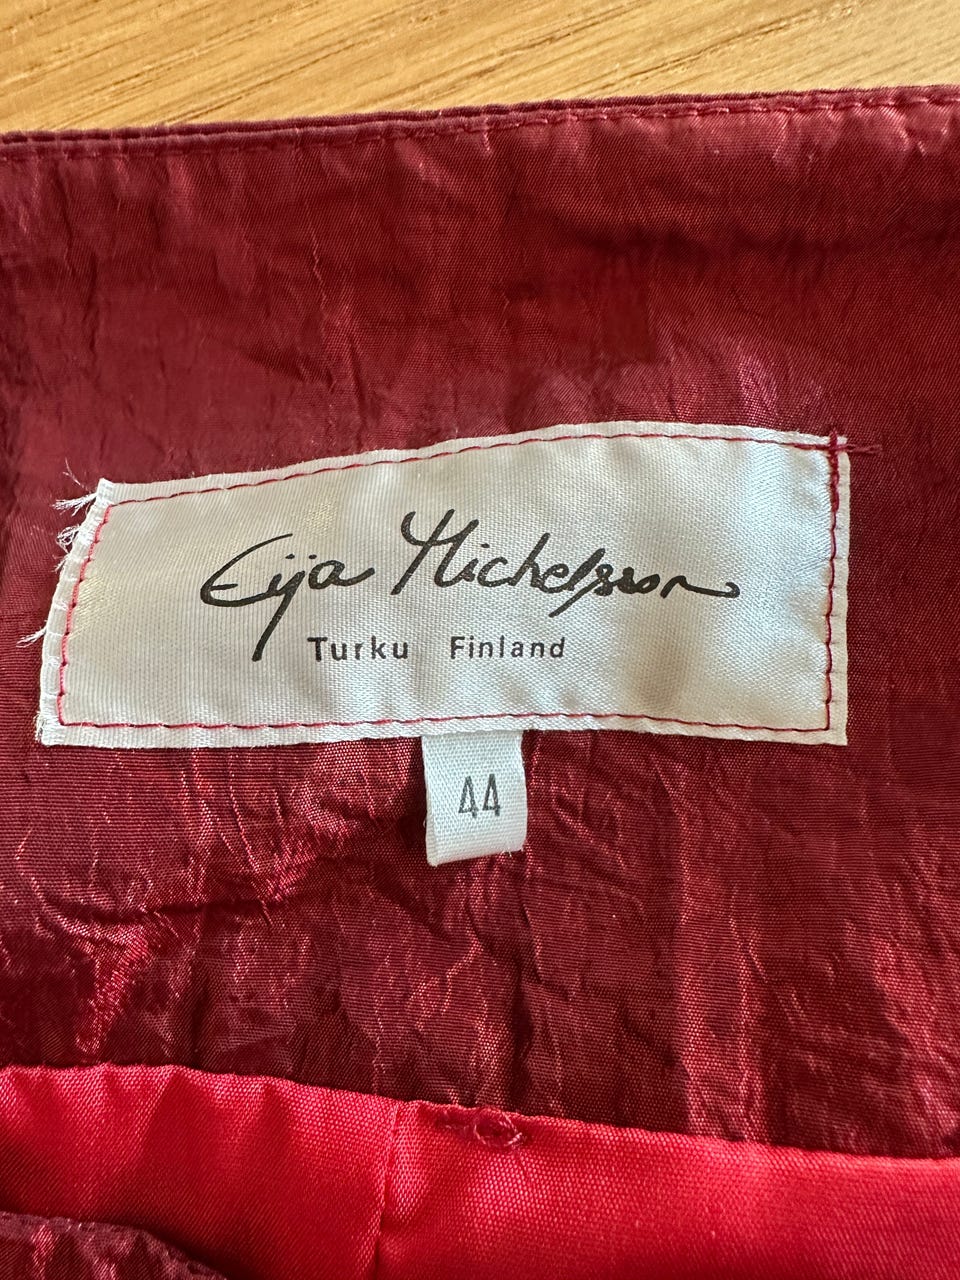 Eija Michelsson
Turku Finland
44